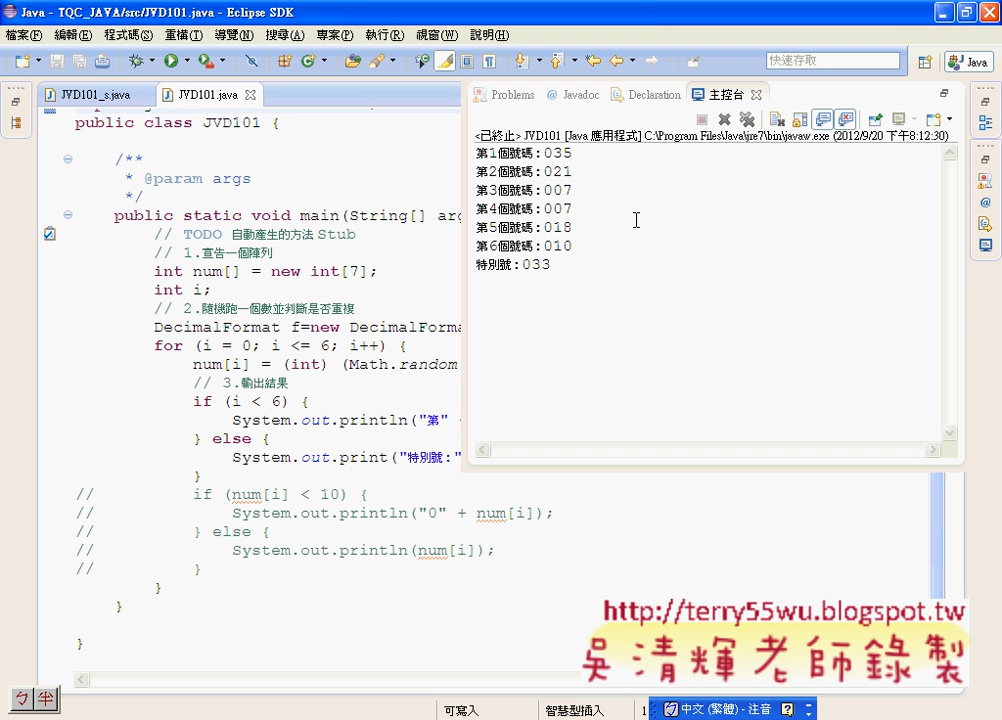 Java - TQC_JAVA/src/JVD101.java - Eclipse SDK
檔案(F) 編輯(E) 程式碼(S) 重構(T) 導覽(N) 搜尋(A) 專案(P) 執行(R) 視窗(W) 說明(H)
快速存取
Java
JVD101_s.java
JVD101.java
Problems
@ Javadoc
Declaration
主控台
<已終止> JVD101 [Java 應用程式] C:\Program Files\Java\jre7\bin\javaw.exe (2012/9/20 下午8:12:30)
第1個號碼:035
第2個號碼:021
第3個號碼:007
第4個號碼:007
第5個號碼:018
第6個號碼:010
特別號:033
public class JVD101 {
/**
* @param args
*/
public static void main(String[] arg
// TODO 自動產生的方法 Stub
// 1.宣告一個陣列
int num[] = new int[7];
int i;
// 2.隨機跑一個數並判斷是否重複
DecimalFormat f=new DecimalForma
for (i = 0; i <= 6; i++) {
num[i] = (int) (Math.random
// 3.輸出結果
if (i < 6) {
System.out.println("第"
} else {
System.out.print("特別號:"
}
// if (num[i] < 10) {
// System.out.println("0" + num[i]);
// } else {
// System.out.println(num[i]);
// }
}
}
}
http://terry55wu.blogspot.tw
吳清輝老師錄製
ㄅ 半
可寫入
智慧型插入
1
中文 (繁體) - 注音